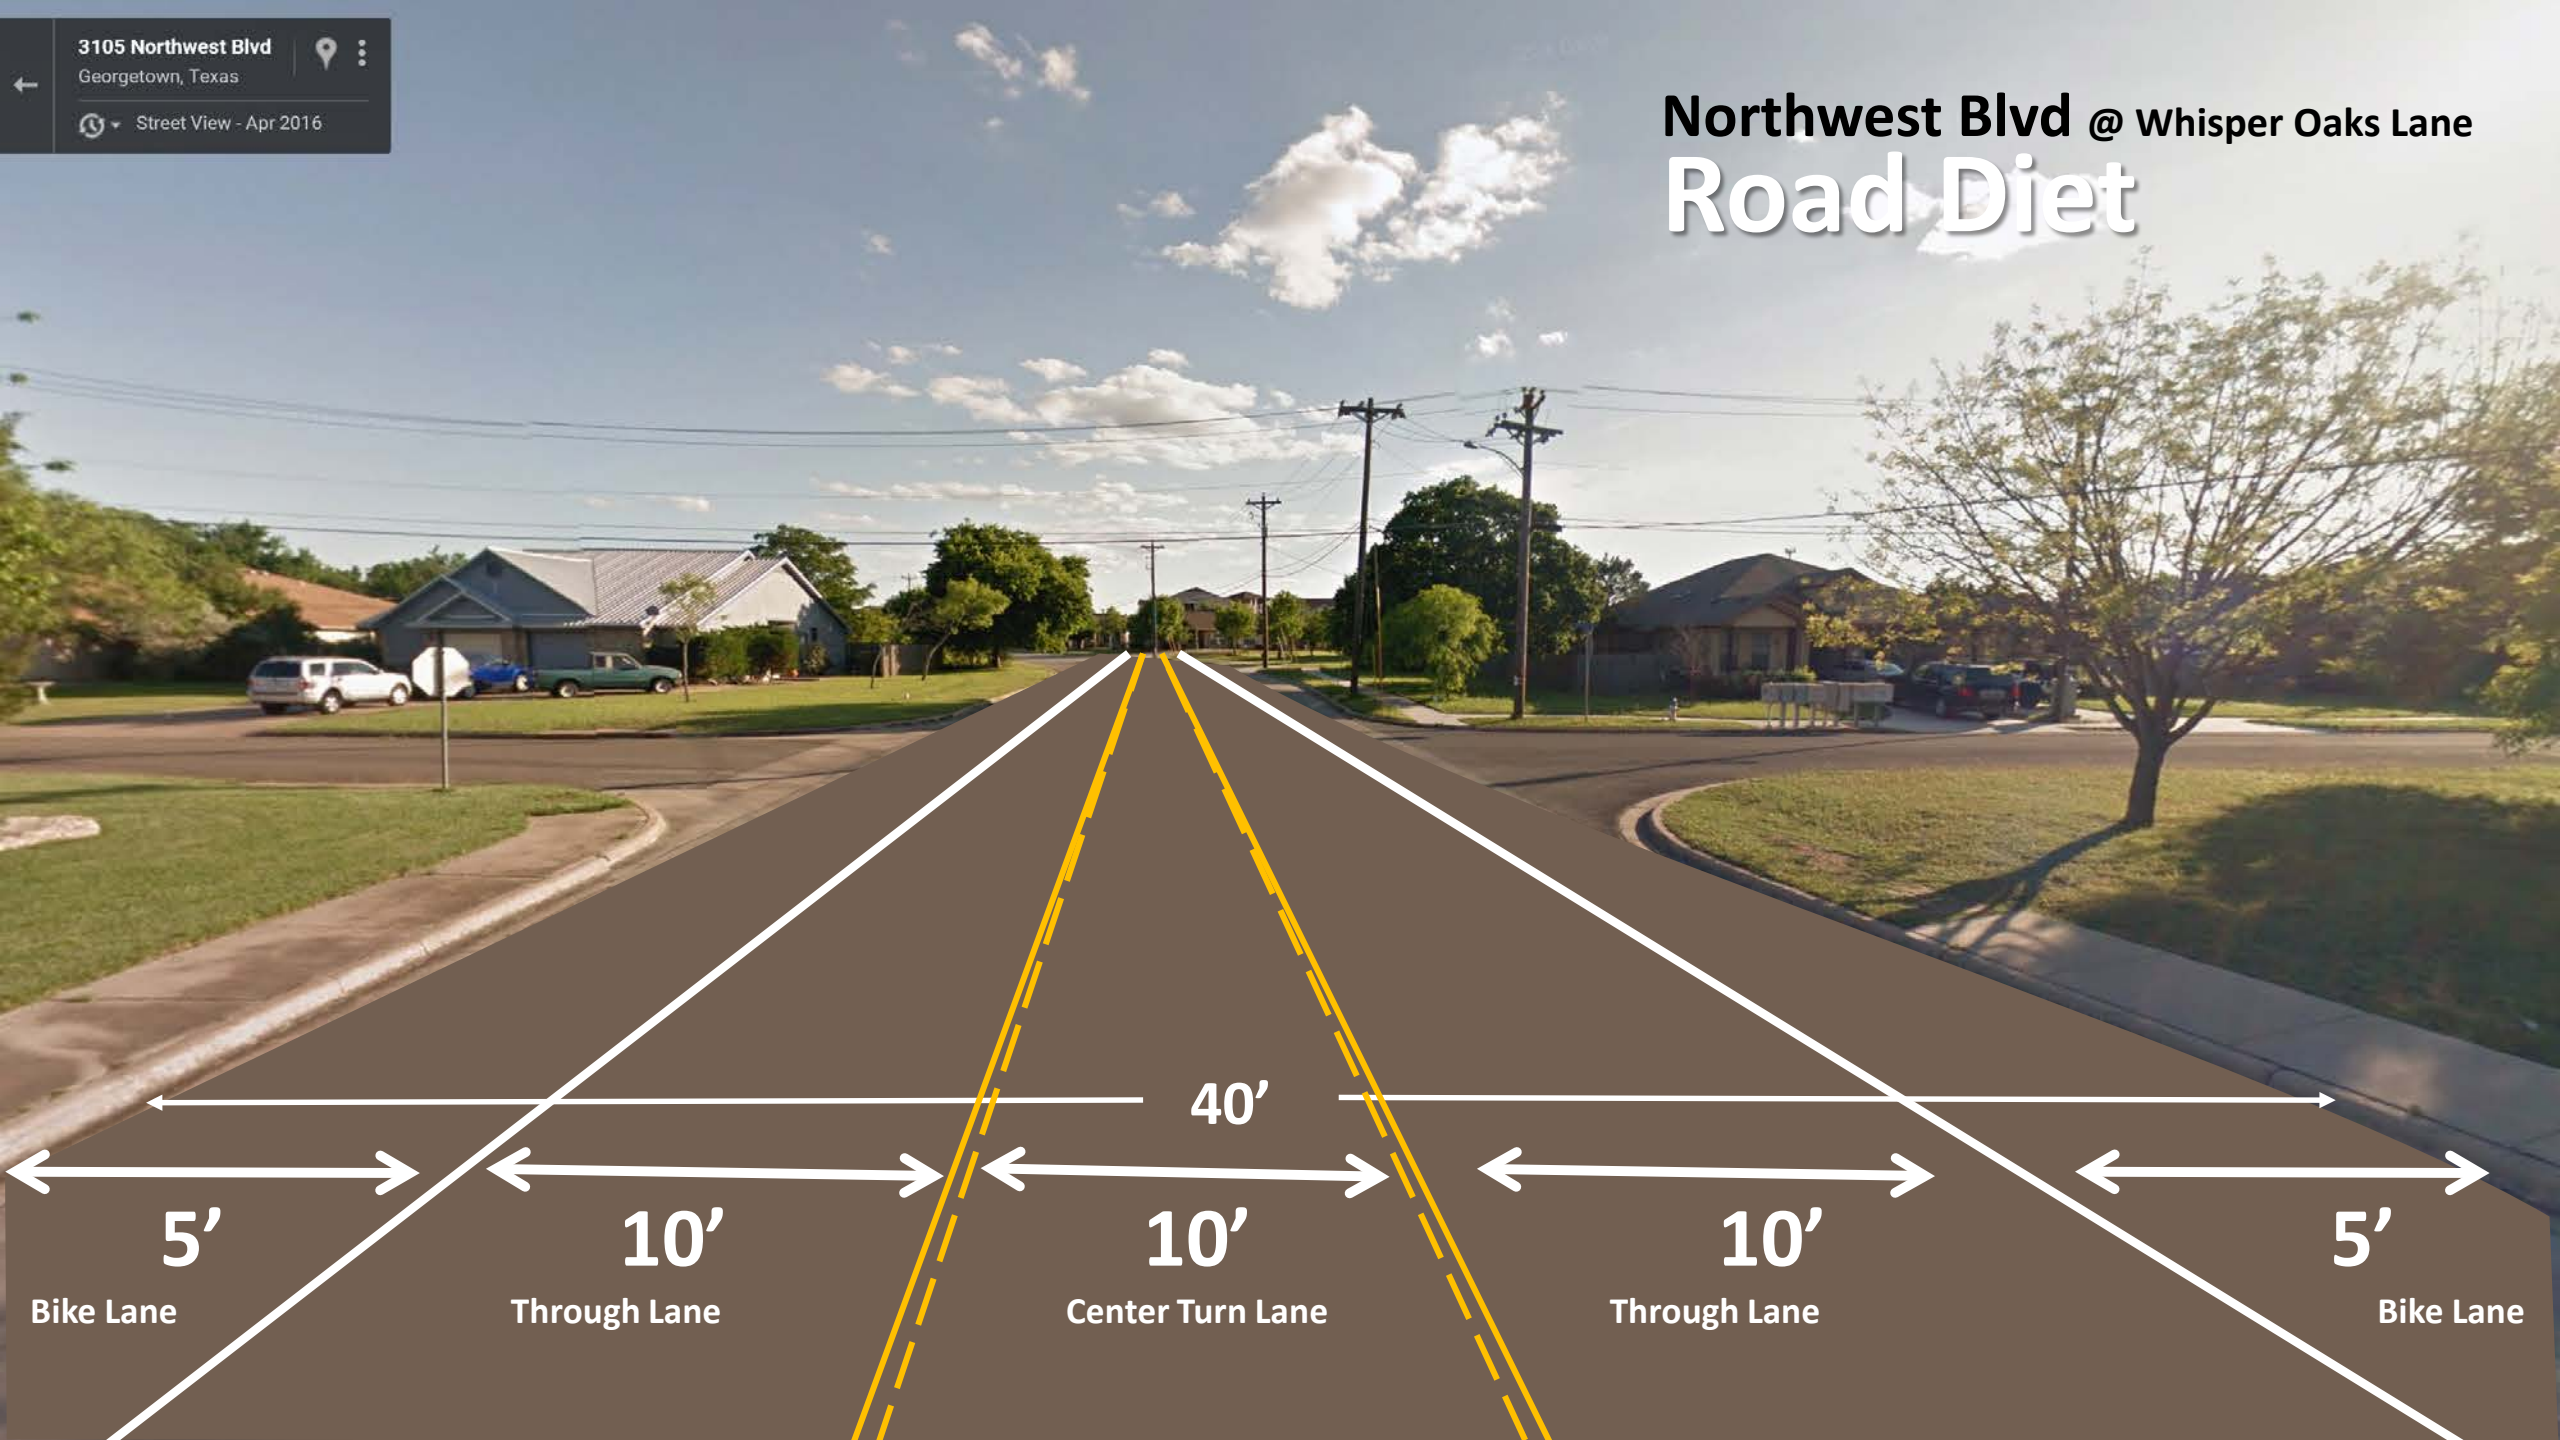 3105 Northwest Blvd
Georgetown, Texas
Street View - Apr 2016
Northwest Blvd @ Whisper Oaks Lane
Road Diet
40’
5’ 10’ 10’ 10’ 5’
Bike Lane Through Lane Center Turn Lane Through Lane Bike Lane